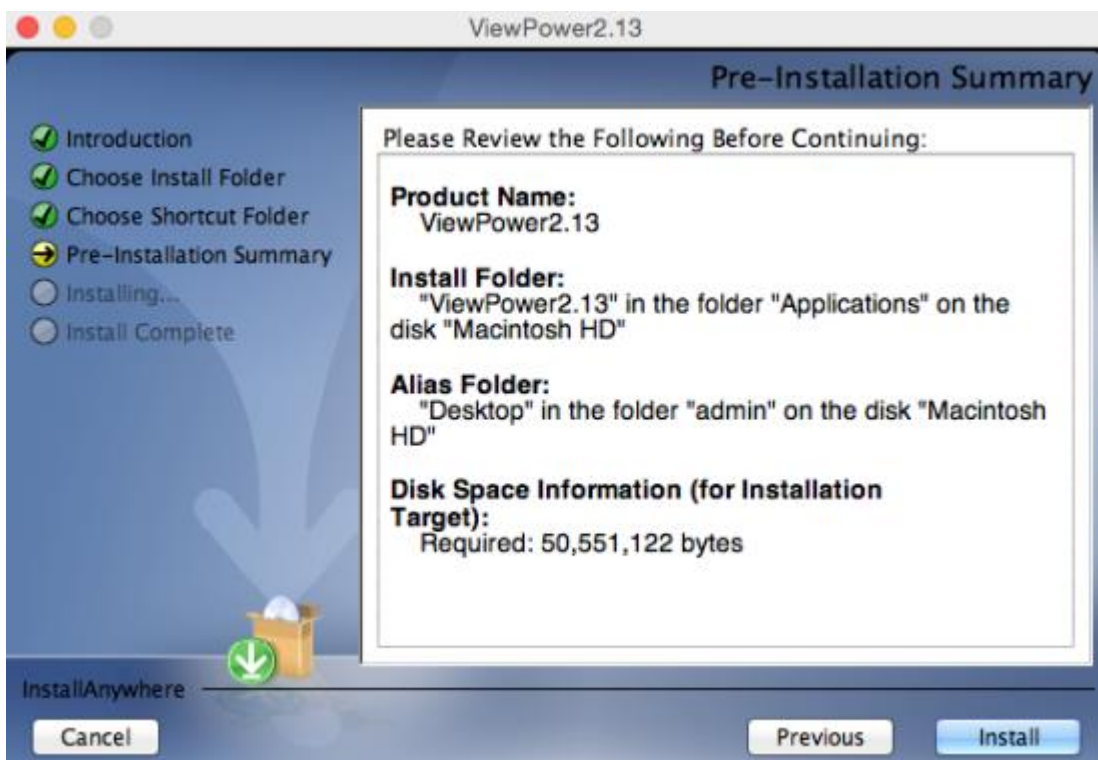 ViewPower2.13
Pre-Installation Summary
Introduction
Choose Install Folder
Choose Shortcut Folder
Pre-Installation Summary
Installing...
Install Complete
Please Review the Following Before Continuing:
Product Name:
ViewPower2.13
Install Folder:
"ViewPower2.13" in the folder "Applications" on the
disk "Macintosh HD"
Alias Folder:
"Desktop" in the folder "admin" on the disk "Macintosh
HD"
Disk Space Information (for Installation
Target):
Required: 50,551,122 bytes
InstallAnywhere
Cancel
Previous
Install